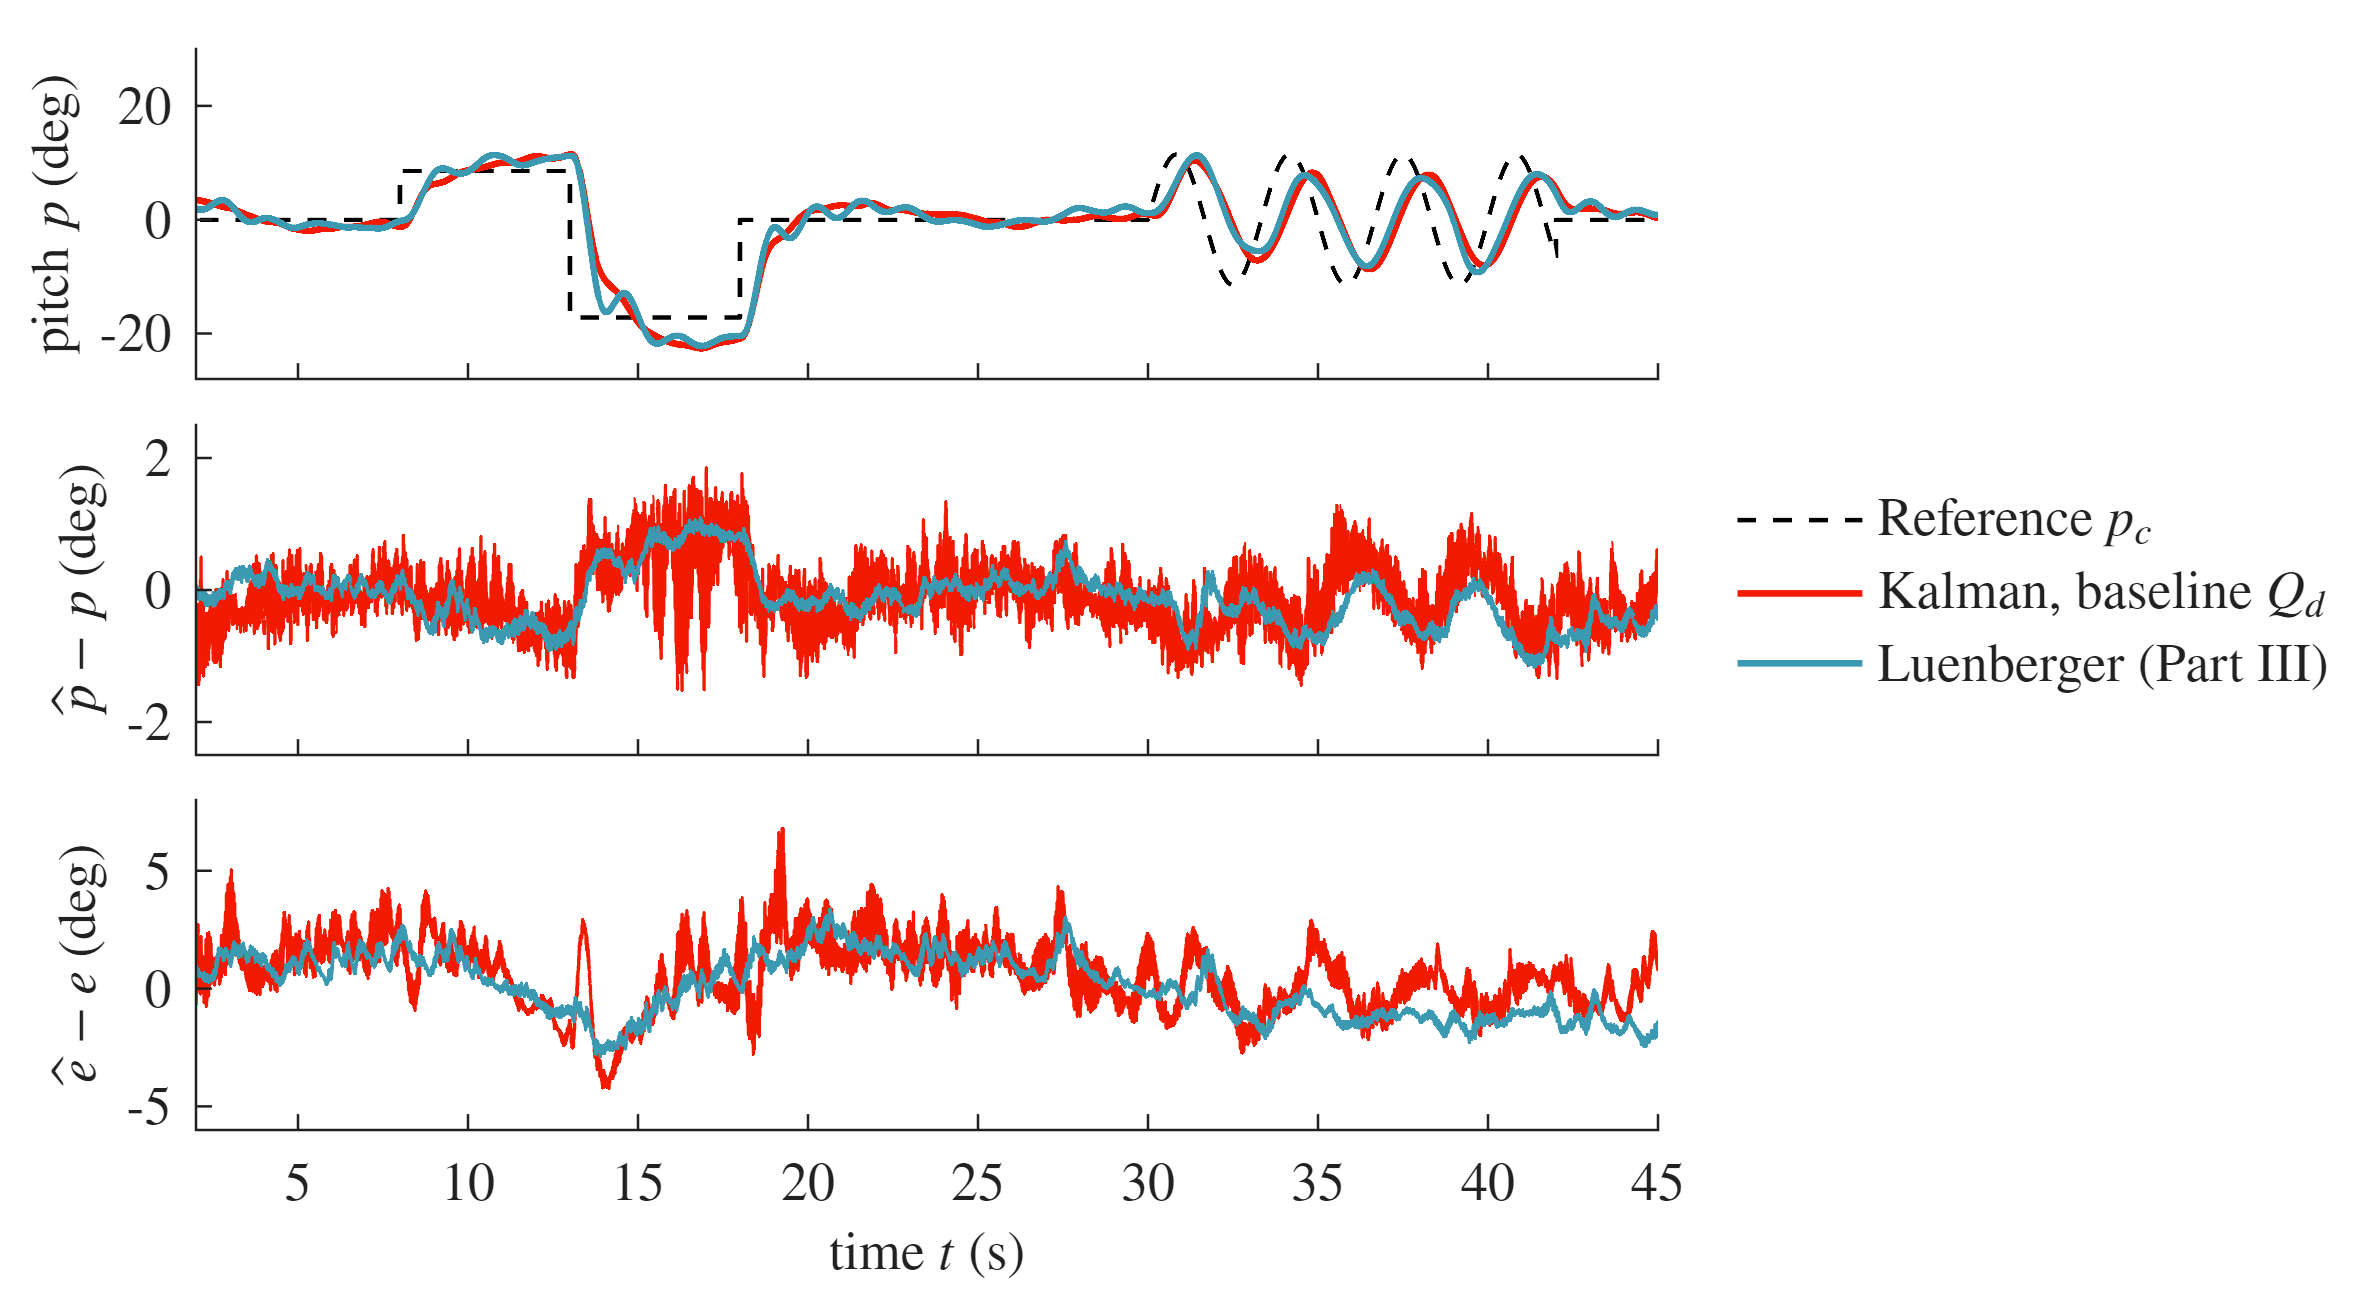 pitch p (deg)
20
0
-20
p̂ − p (deg)
2
0
-2
ê − e (deg)
5
0
-5
5 10 15 20 25 30 35 40 45
time t (s)
Reference p_c
Kalman, baseline Q_d
Luenberger (Part III)